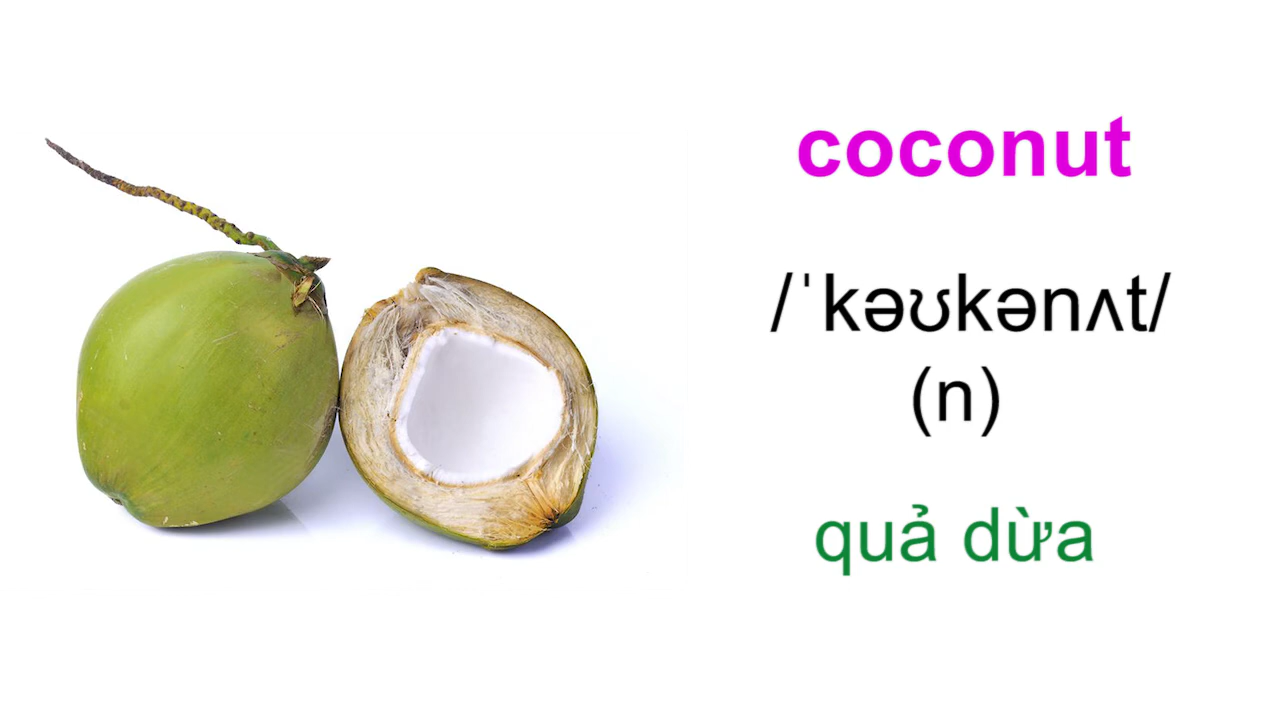 coconut
/ˈkəʊkənʌt/
(n)
quả dừa